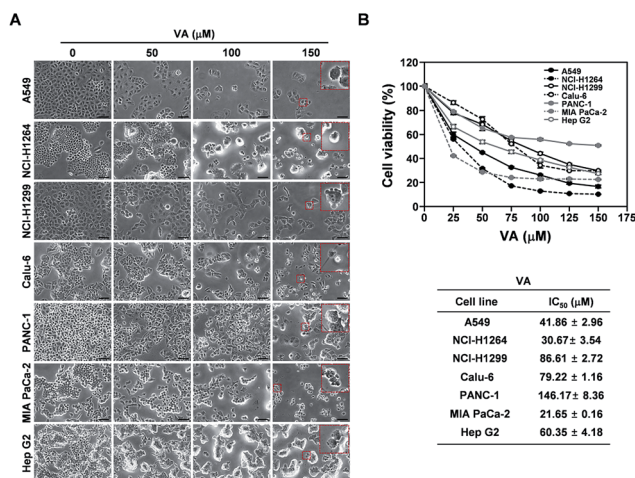 A
VA (μM)
0 50 100 150
A549
NCI-H1264
NCI-H1299
Calu-6
PANC-1
MIA PaCa-2
Hep G2
B
Cell viability (%)
120
100
80
60
40
20
0
A549
NCI-H1264
NCI-H1299
Calu-6
PANC-1
MIA PaCa-2
Hep G2
0 25 50 75 100 125 150 175
VA (μM)
VA
Cell line IC50 (μM)
A549 41.86 ± 2.96
NCI-H1264 30.67± 3.54
NCI-H1299 86.61 ± 2.72
Calu-6 79.22 ± 1.16
PANC-1 146.17± 8.36
MIA PaCa-2 21.65 ± 0.16
Hep G2 60.35 ± 4.18